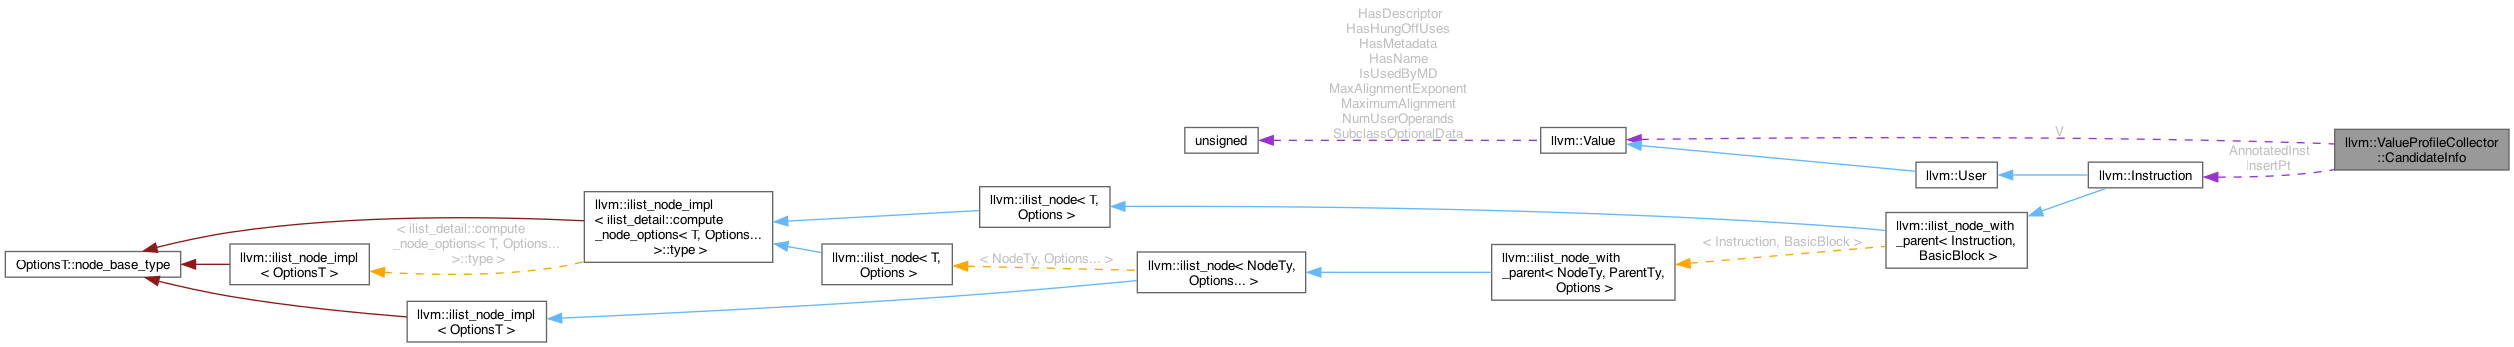 HasDescriptor
HasHungOffUses
HasMetadata
HasName
IsUsedByMD
MaxAlignmentExponent
MaximumAlignment
NumUserOperands
SubclassOptionalData
unsigned
llvm::Value
V
llvm::ValueProfileCollector
::CandidateInfo
AnnotatedInst
InsertPt
llvm::User
llvm::Instruction
llvm::ilist_node_impl
< ilist_detail::compute
_node_options< T, Options...
>::type >
llvm::ilist_node< T,
Options >
llvm::ilist_node_with
_parent< Instruction,
BasicBlock >
< ilist_detail::compute
_node_options< T, Options...
>::type >
OptionsT::node_base_type
llvm::ilist_node_impl
< OptionsT >
llvm::ilist_node< T,
Options >
< NodeTy, Options... >
llvm::ilist_node< NodeTy,
Options... >
llvm::ilist_node_with
_parent< NodeTy, ParentTy,
Options >
< Instruction, BasicBlock >
llvm::ilist_node_impl
< OptionsT >